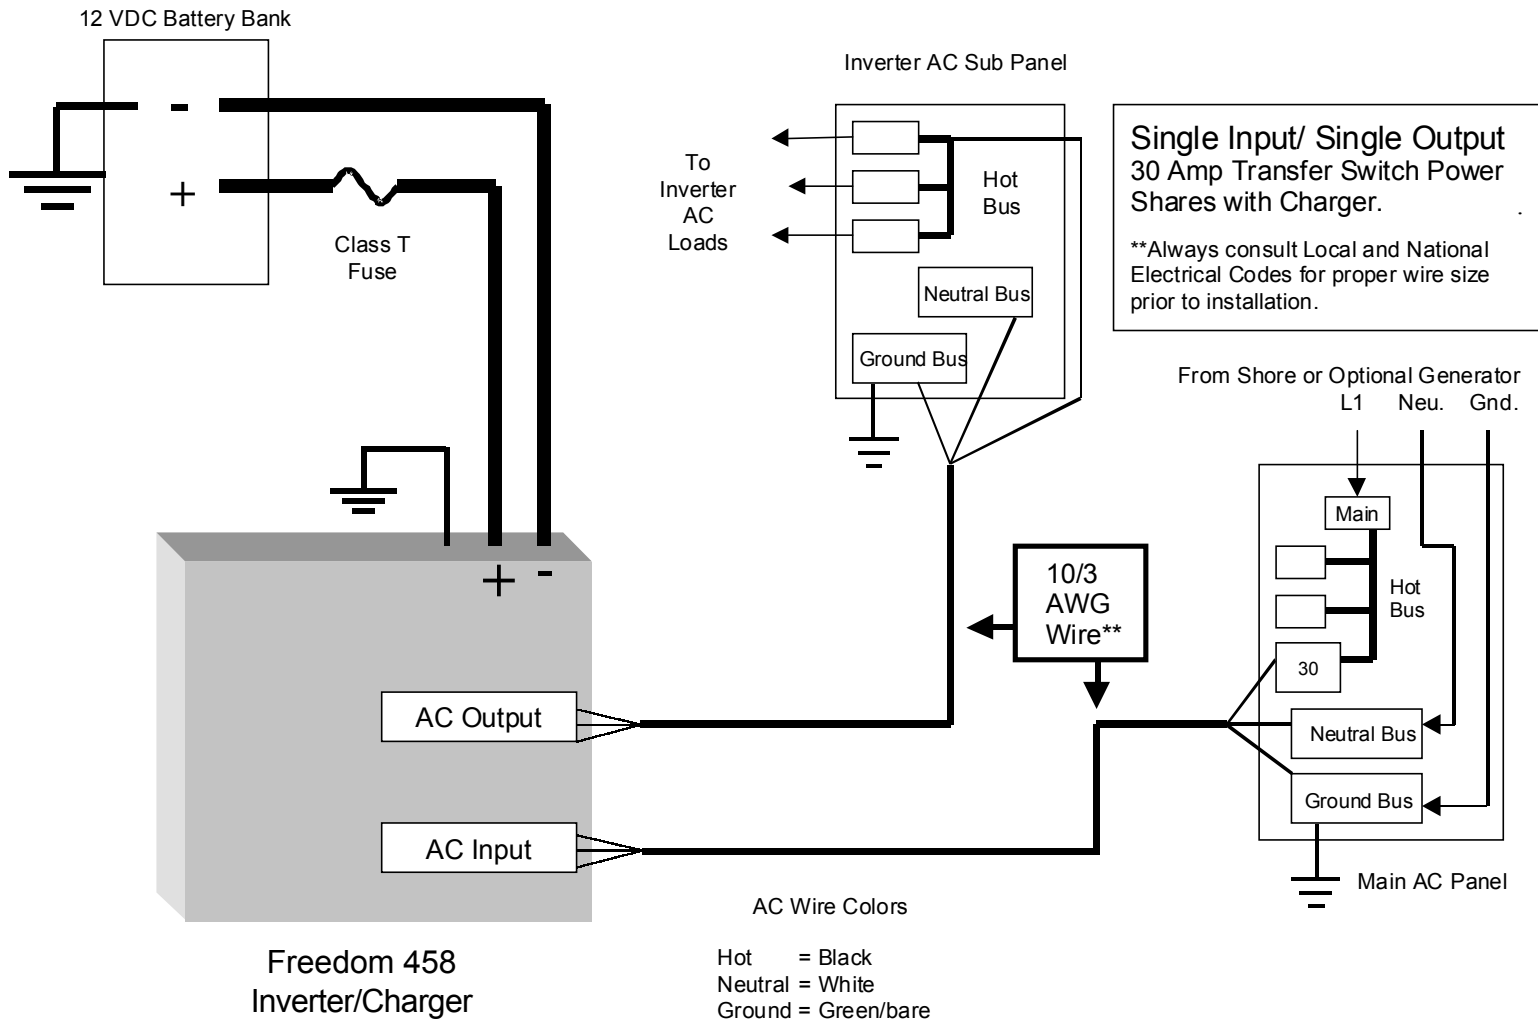 12 VDC Battery Bank
-
+
Class T
Fuse
+
-
AC Output
AC Input
Freedom 458
Inverter/Charger
Inverter AC Sub Panel
To
Inverter
AC
Loads
Hot
Bus
Neutral Bus
Ground Bus
Single Input/ Single Output
30 Amp Transfer Switch Power
Shares with Charger.
.
**Always consult Local and National
Electrical Codes for proper wire size
prior to installation.
From Shore or Optional Generator
L1 Neu. Gnd.
Main
Hot
Bus
30
Neutral Bus
Ground Bus
Main AC Panel
10/3
AWG
Wire**
AC Wire Colors
Hot = Black
Neutral = White
Ground = Green/bare